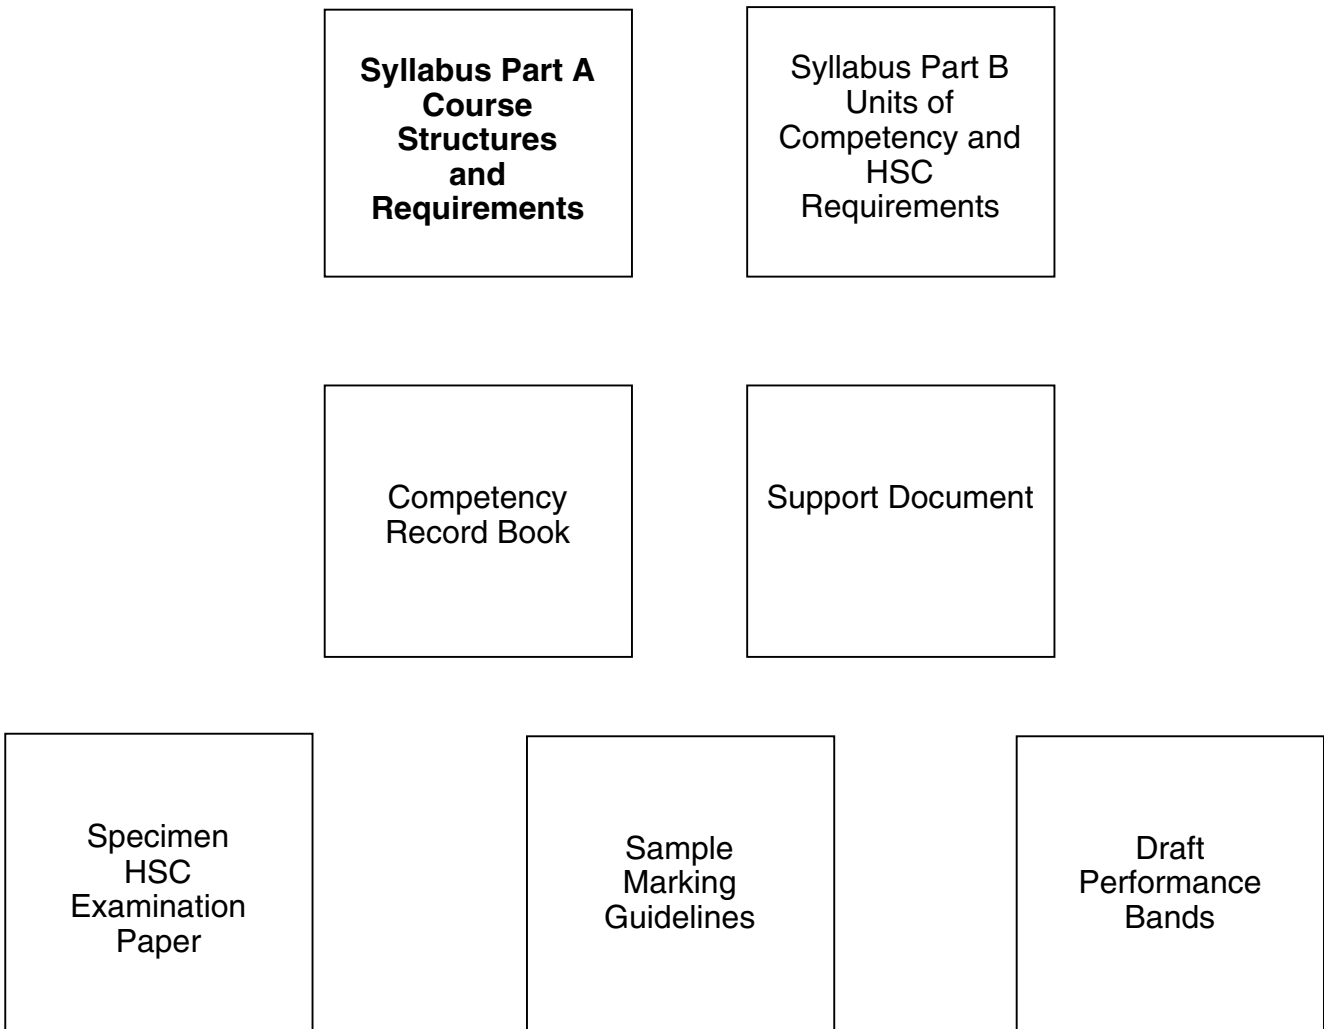 Syllabus Part A
Course
Structures
and
Requirements
Syllabus Part B
Units of
Competency and
HSC
Requirements
Competency
Record Book
Support Document
Specimen
HSC
Examination
Paper
Sample
Marking
Guidelines
Draft
Performance
Bands